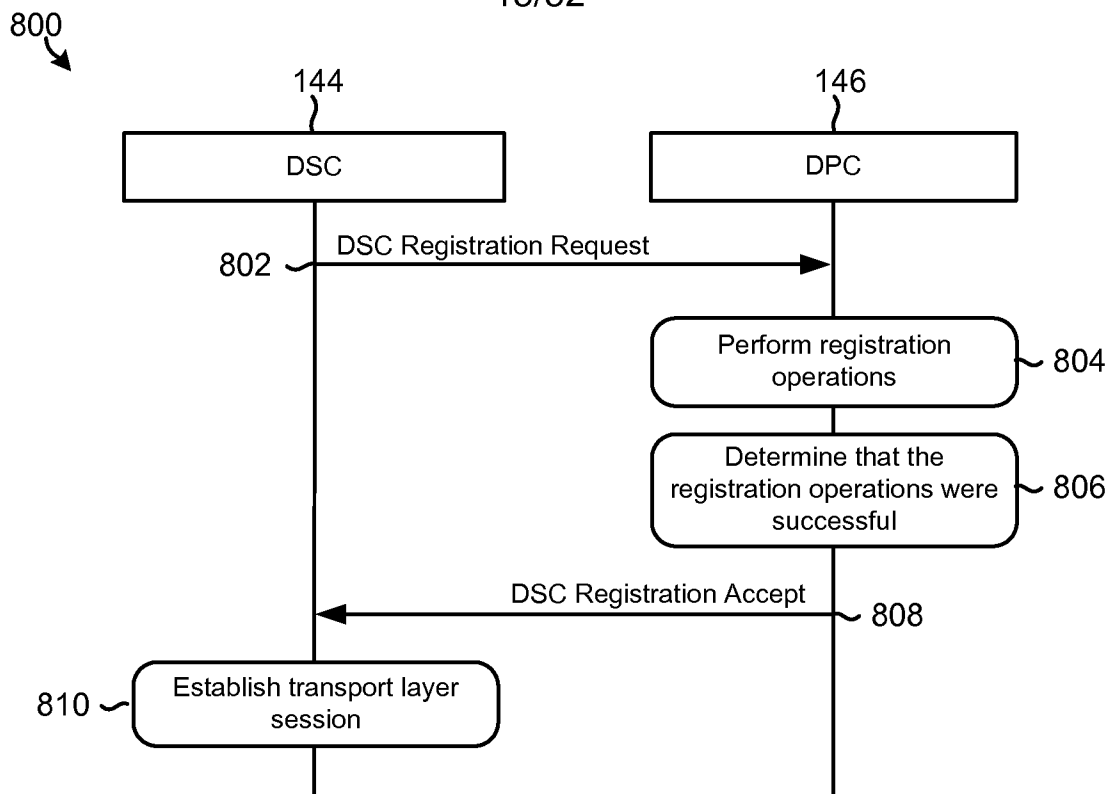 800
144
146
DSC
DPC
DSC Registration Request
802
Perform registration
operations
804
Determine that the
registration operations were
successful
806
DSC Registration Accept
808
Establish transport layer
session
810